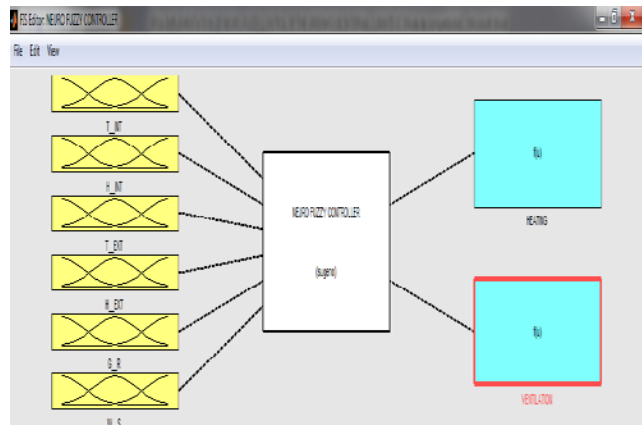 FIS Editor: NEURO FUZZY CONTROLLER
File Edit View
T_INT
H_INT
T_EXT
H_EXT
G_R
NEURO FUZZY CONTROLLER
(sugeno)
f(u)
HEATING
f(u)
VENTILATION